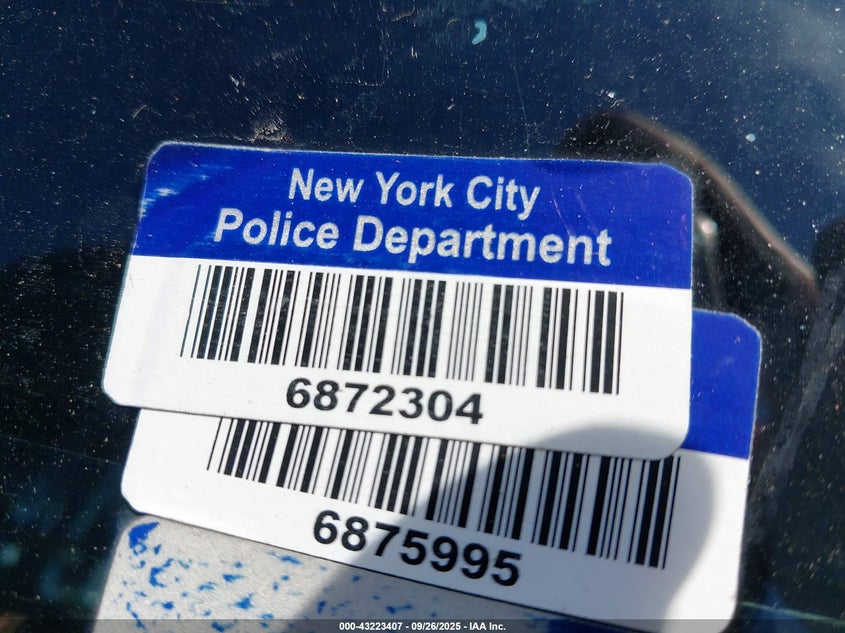 New York City
Police Department
6872304
6875995
000-43223407 - 09/26/2025 - IAA Inc.